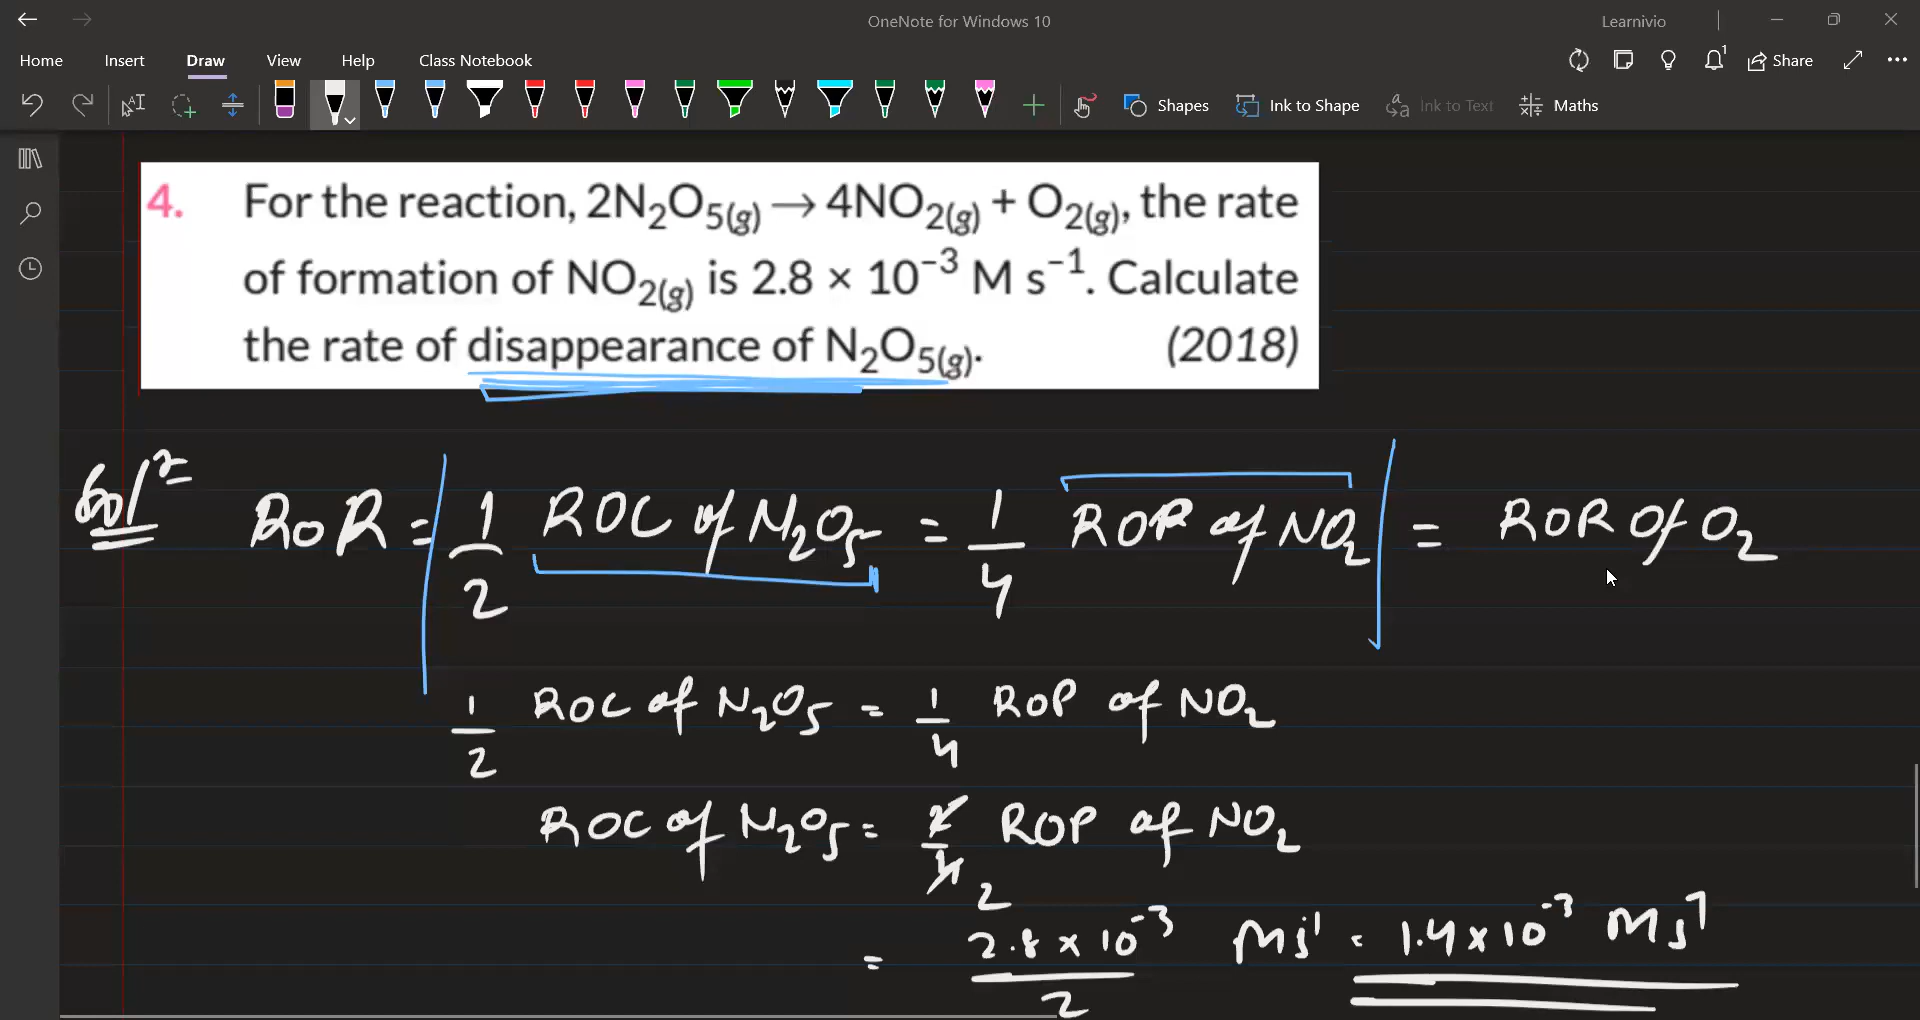 OneNote for Windows 10
Learnivio
Home Insert Draw View Help Class Notebook
1 Share
Shapes Ink to Shape Ink to Text Maths
4. For the reaction, 2N₂O₅(g) → 4NO₂(g) + O₂(g), the rate
of formation of NO₂(g) is 2.8 × 10⁻³ M s⁻¹. Calculate
the rate of disappearance of N₂O₅(g). (2018)
Solⁿ ROR = 1/2 ROC of N₂O₅ = 1/4 ROP of NO₂ = ROR of O₂
1/2 ROC of N₂O₅ = 1/4 ROP of NO₂
ROC of N₂O₅ = 2/4 ROP of NO₂
2
= 2.8 × 10⁻³/2 Ms⁻¹ = 1.4 × 10⁻³ Ms⁻¹